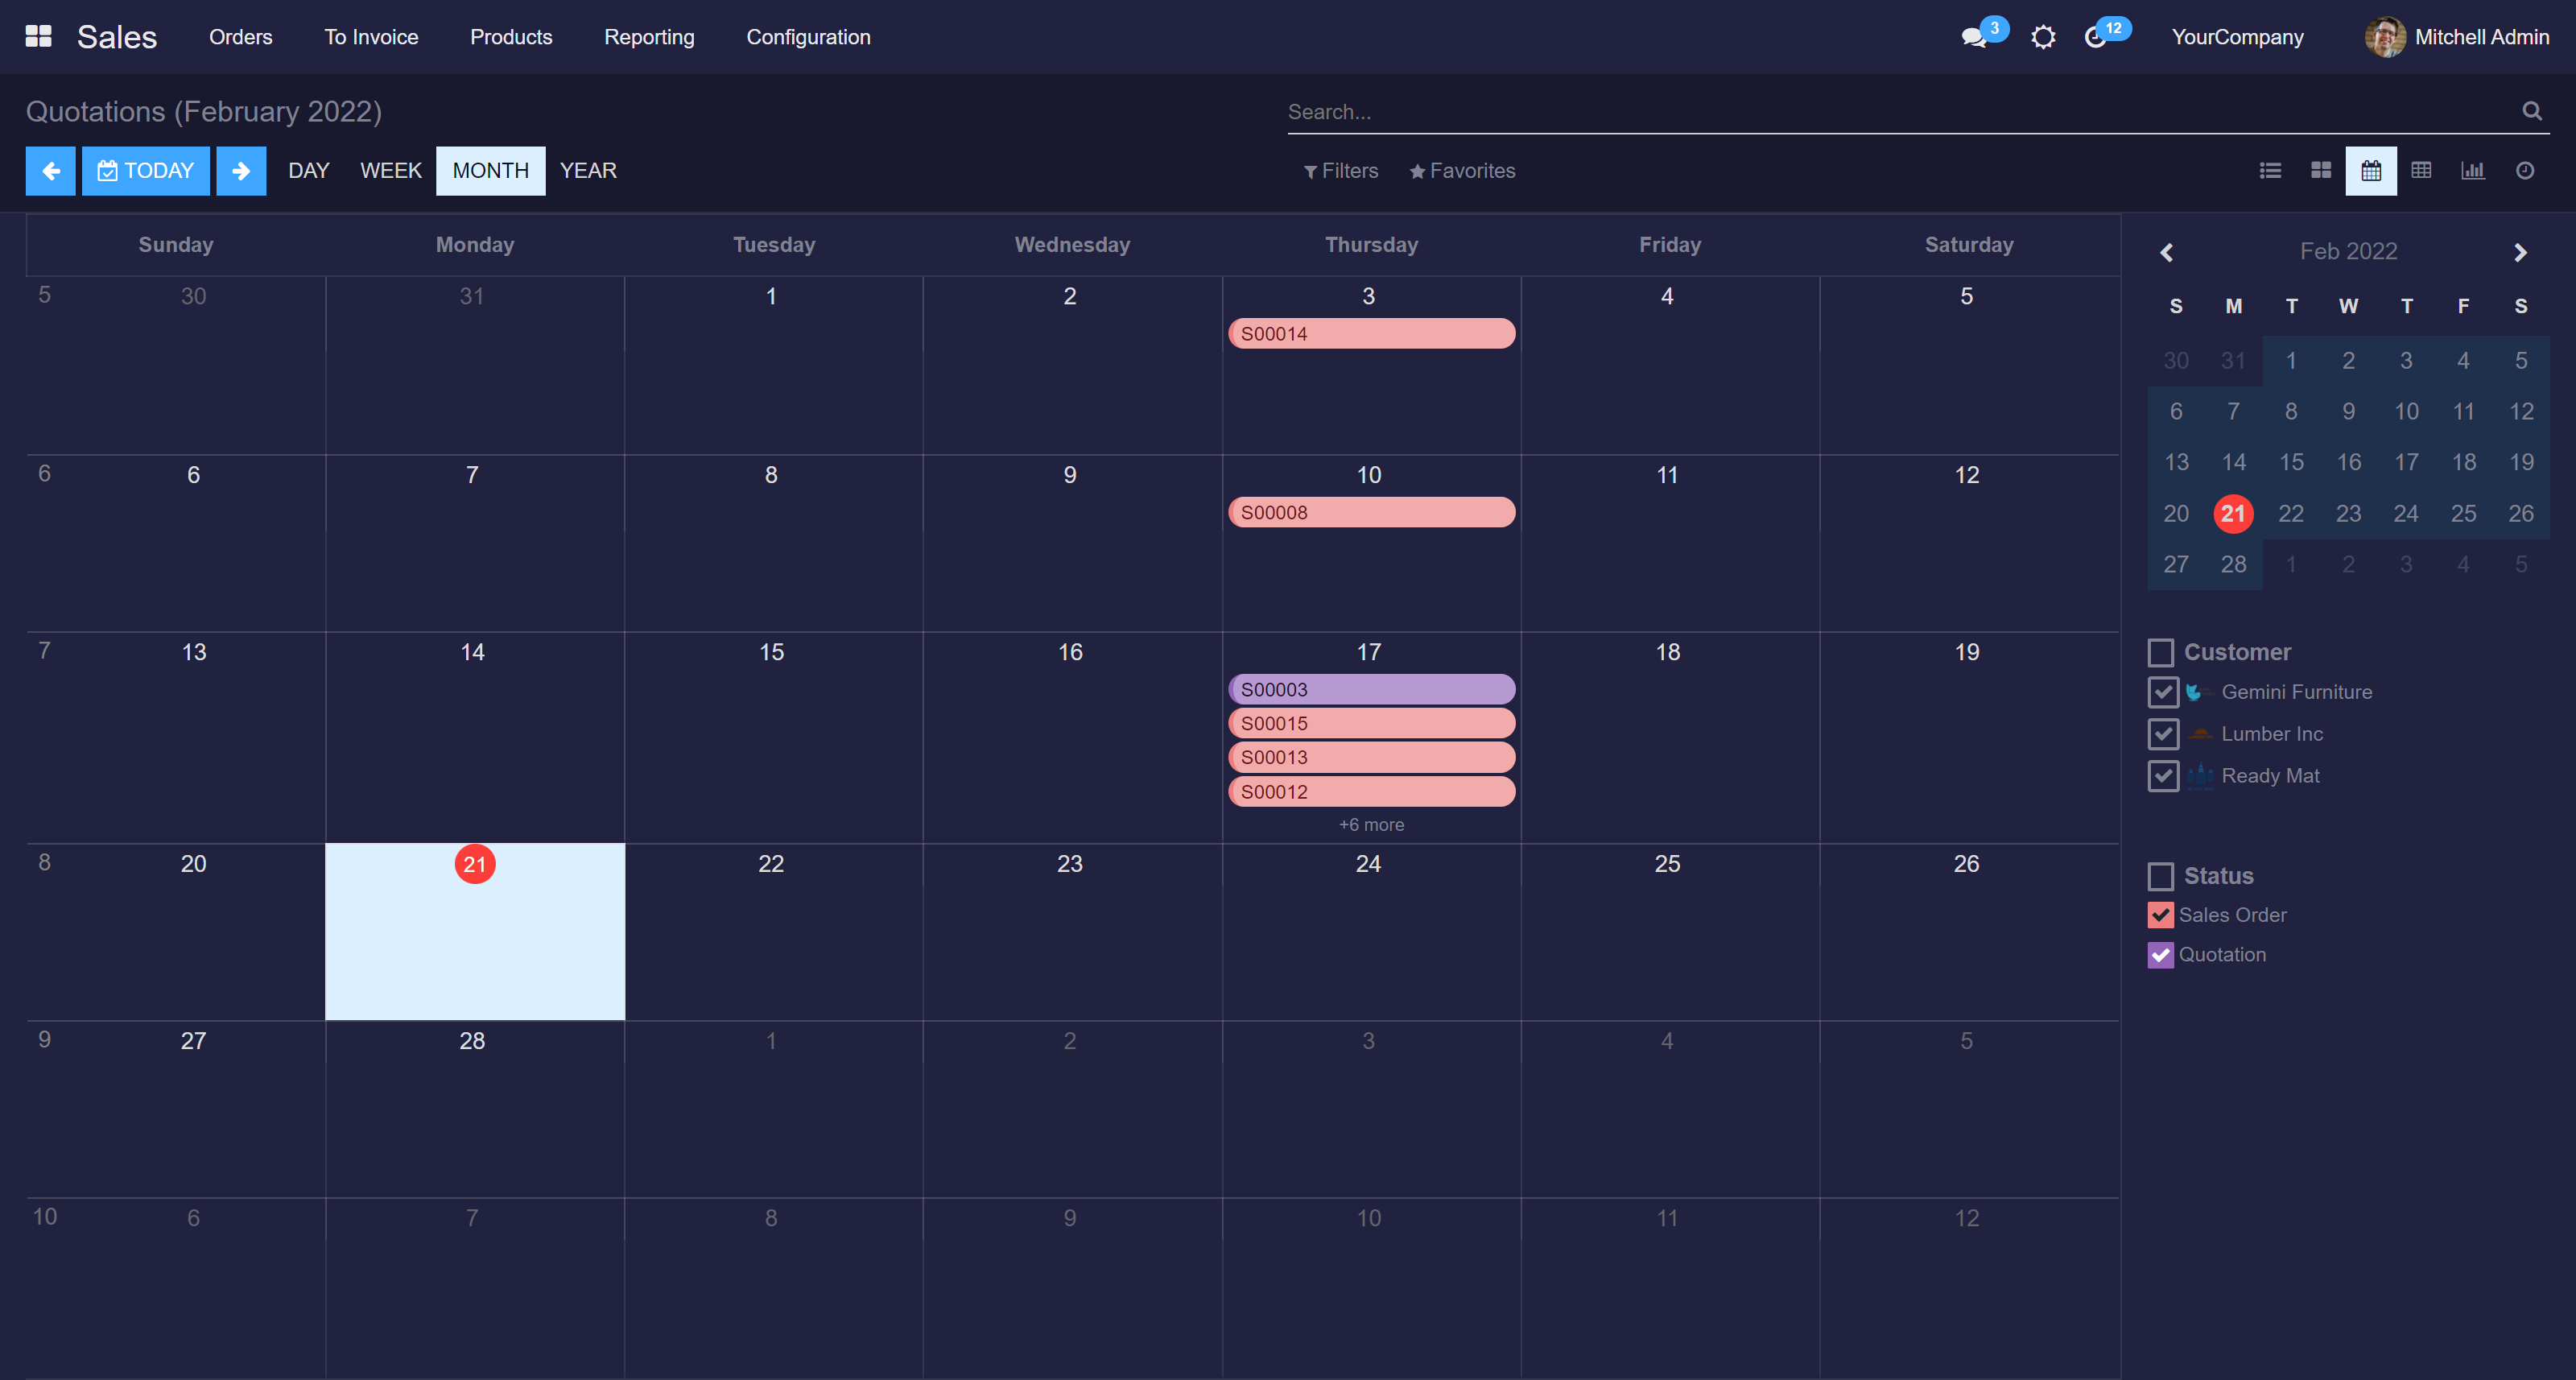 Sales Orders To Invoice Products Reporting Configuration 3 12 YourCompany Mitchell Admin
Quotations (February 2022) Search...
TODAY DAY WEEK MONTH YEAR Filters Favorites
Sunday Monday Tuesday Wednesday Thursday Friday Saturday
5 30 31 1 2 3 4 5
S00014
6 6 7 8 9 10 11 12
S00008
7 13 14 15 16 17 18 19
S00003
S00015
S00013
S00012
+6 more
8 20 21 22 23 24 25 26
9 27 28 1 2 3 4 5
10 6 7 8 9 10 11 12
Feb 2022
S M T W T F S
30 31 1 2 3 4 5
6 7 8 9 10 11 12
13 14 15 16 17 18 19
20 21 22 23 24 25 26
27 28 1 2 3 4 5
Customer
Gemini Furniture
Lumber Inc
Ready Mat
Status
Sales Order
Quotation